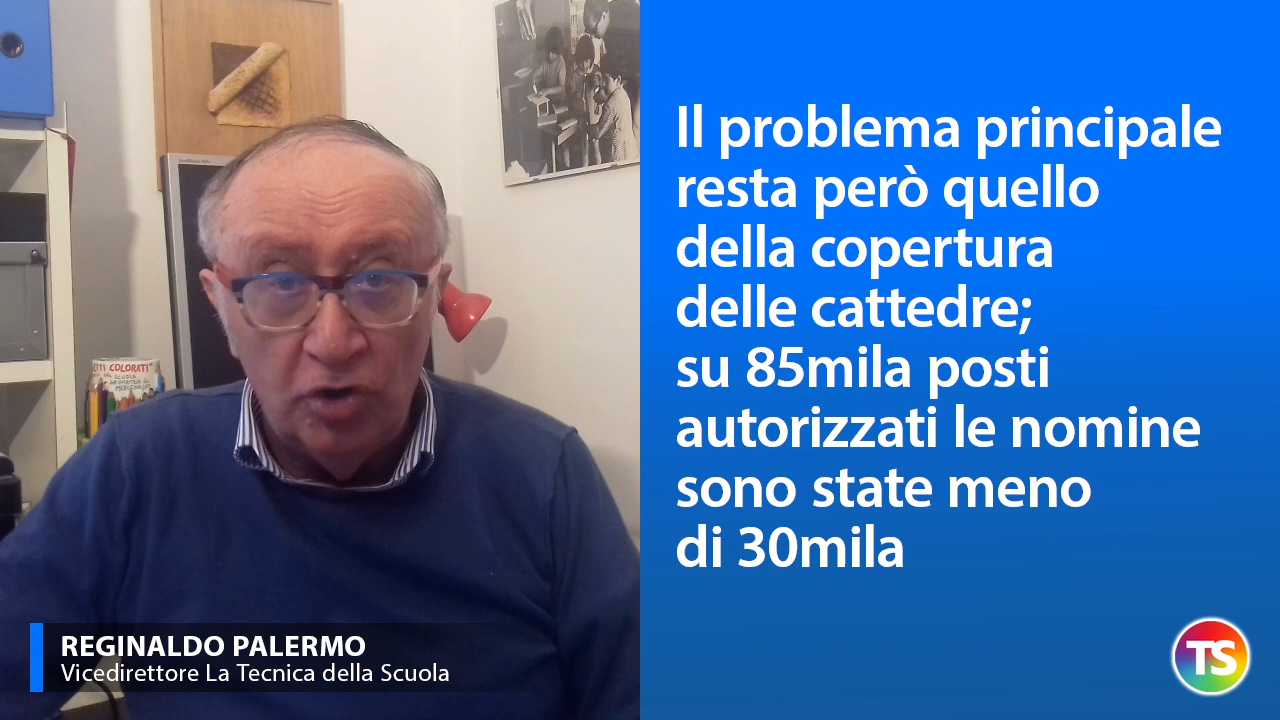 Il problema principale
resta però quello
della copertura
delle cattedre;
su 85mila posti
autorizzati le nomine
sono state meno
di 30mila
REGINALDO PALERMO
Vicedirettore La Tecnica della Scuola
TS
COLORATI